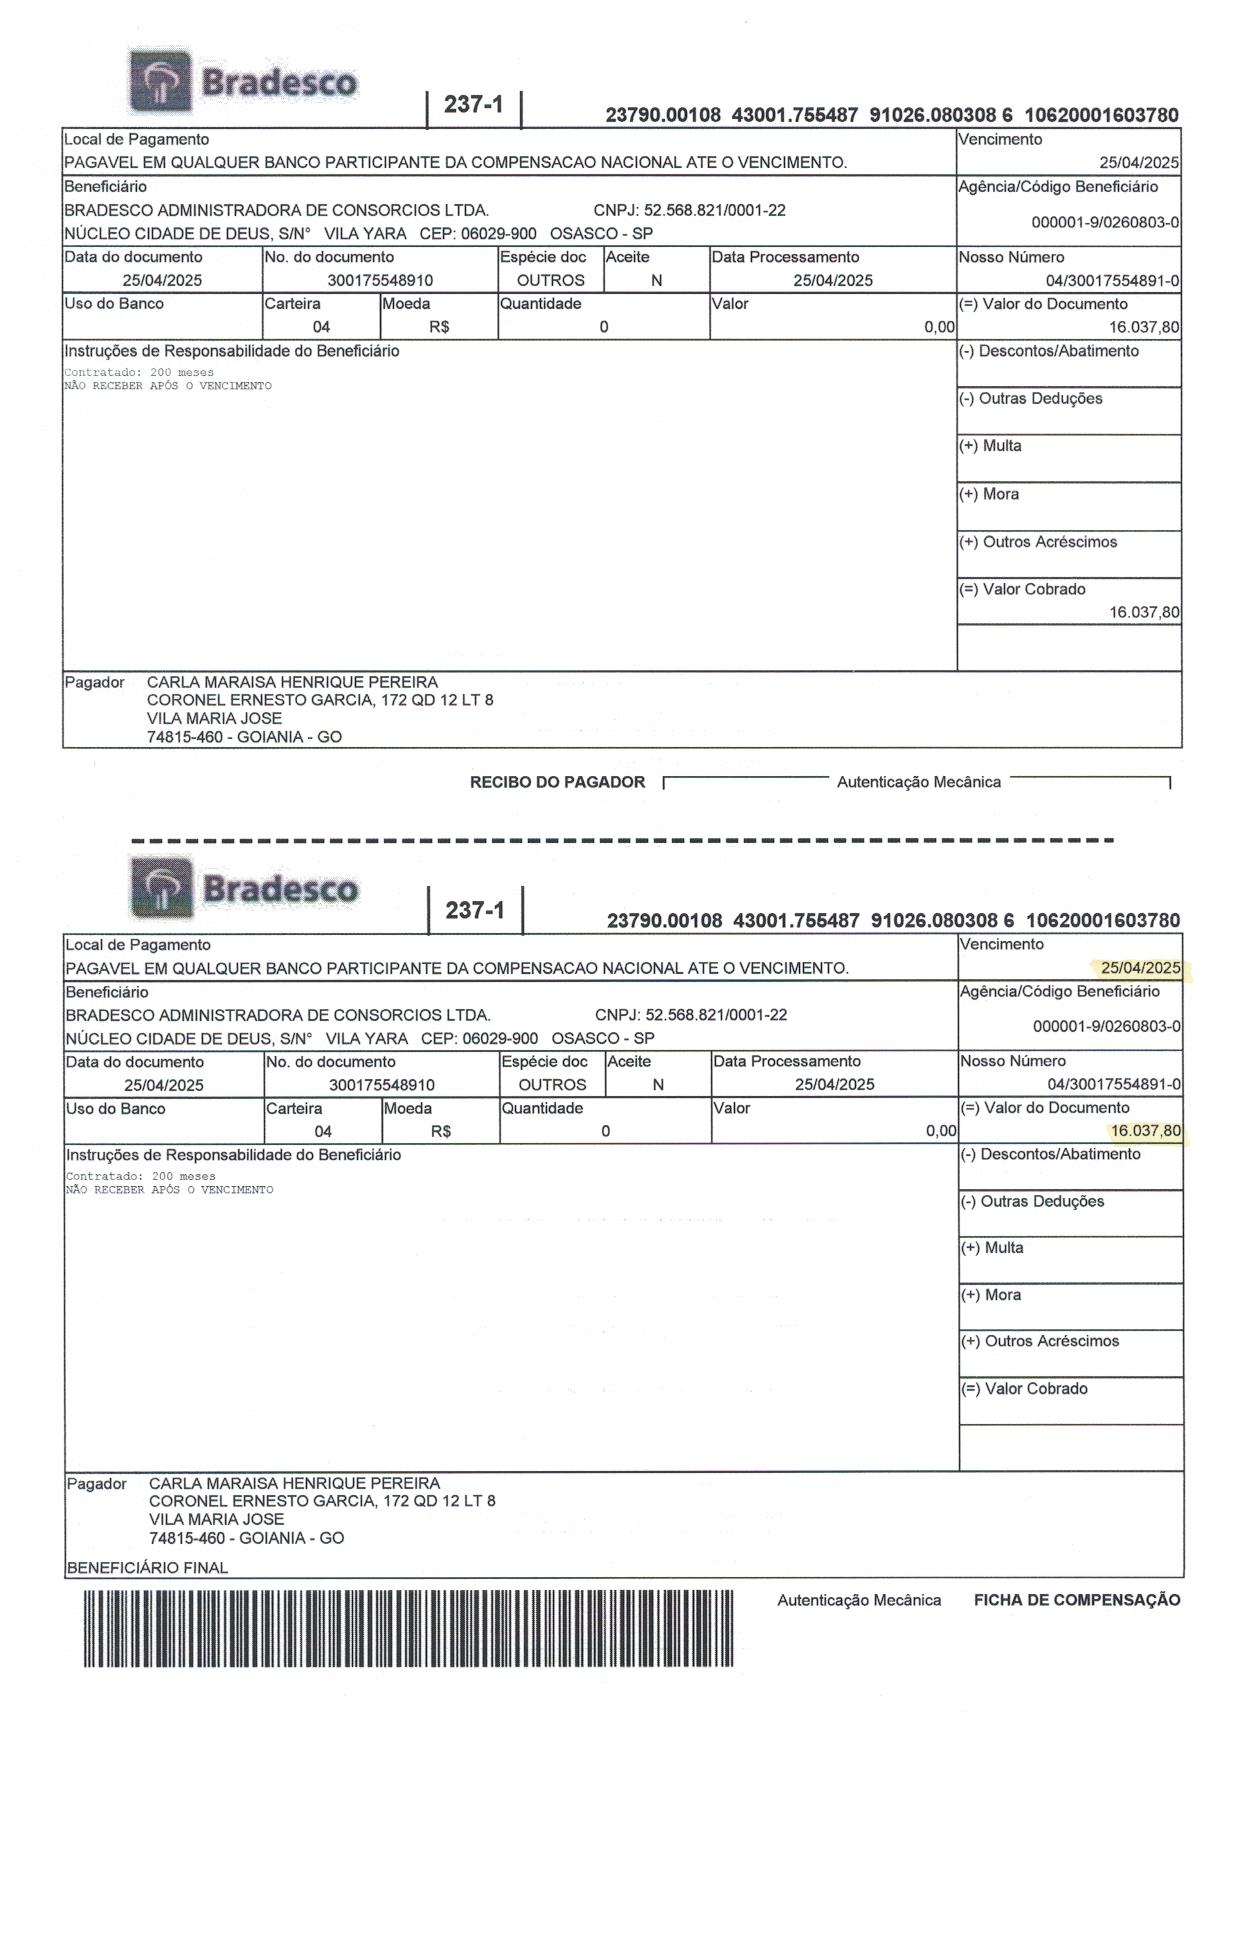 Bradesco
237-1
23790.00108 43001.755487 91026.080308 6 10620001603780
Local de Pagamento Vencimento
PAGAVEL EM QUALQUER BANCO PARTICIPANTE DA COMPENSACAO NACIONAL ATE O VENCIMENTO. 25/04/2025
Beneficiário Agência/Código Beneficiário
BRADESCO ADMINISTRADORA DE CONSORCIOS LTDA. CNPJ: 52.568.821/0001-22
000001-9/0260803-0
NÚCLEO CIDADE DE DEUS, S/N° VILA YARA CEP: 06029-900 OSASCO - SP
Data do documento No. do documento Espécie doc Aceite Data Processamento Nosso Número
25/04/2025 300175548910 OUTROS N 25/04/2025 04/30017554891-0
Uso do Banco Carteira Moeda Quantidade Valor (=) Valor do Documento
04 R$ 0 0,00 16.037,80
Instruções de Responsabilidade do Beneficiário (-) Descontos/Abatimento
Contratado: 200 meses
NÃO RECEBER APÓS O VENCIMENTO
(-) Outras Deduções
(+) Multa
(+) Mora
(+) Outros Acréscimos
(=) Valor Cobrado
16.037,80
Pagador CARLA MARAISA HENRIQUE PEREIRA
CORONEL ERNESTO GARCIA, 172 QD 12 LT 8
VILA MARIA JOSE
74815-460 - GOIANIA - GO
RECIBO DO PAGADOR Autenticação Mecânica
Bradesco
237-1
23790.00108 43001.755487 91026.080308 6 10620001603780
Local de Pagamento Vencimento
PAGAVEL EM QUALQUER BANCO PARTICIPANTE DA COMPENSACAO NACIONAL ATE O VENCIMENTO. 25/04/2025
Beneficiário Agência/Código Beneficiário
BRADESCO ADMINISTRADORA DE CONSORCIOS LTDA. CNPJ: 52.568.821/0001-22
000001-9/0260803-0
NÚCLEO CIDADE DE DEUS, S/N° VILA YARA CEP: 06029-900 OSASCO - SP
Data do documento No. do documento Espécie doc Aceite Data Processamento Nosso Número
25/04/2025 300175548910 OUTROS N 25/04/2025 04/30017554891-0
Uso do Banco Carteira Moeda Quantidade Valor (=) Valor do Documento
04 R$ 0 0,00 16.037,80
Instruções de Responsabilidade do Beneficiário (-) Descontos/Abatimento
Contratado: 200 meses
NÃO RECEBER APÓS O VENCIMENTO
(-) Outras Deduções
(+) Multa
(+) Mora
(+) Outros Acréscimos
(=) Valor Cobrado
Pagador CARLA MARAISA HENRIQUE PEREIRA
CORONEL ERNESTO GARCIA, 172 QD 12 LT 8
VILA MARIA JOSE
74815-460 - GOIANIA - GO
BENEFICIÁRIO FINAL
Autenticação Mecânica FICHA DE COMPENSAÇÃO